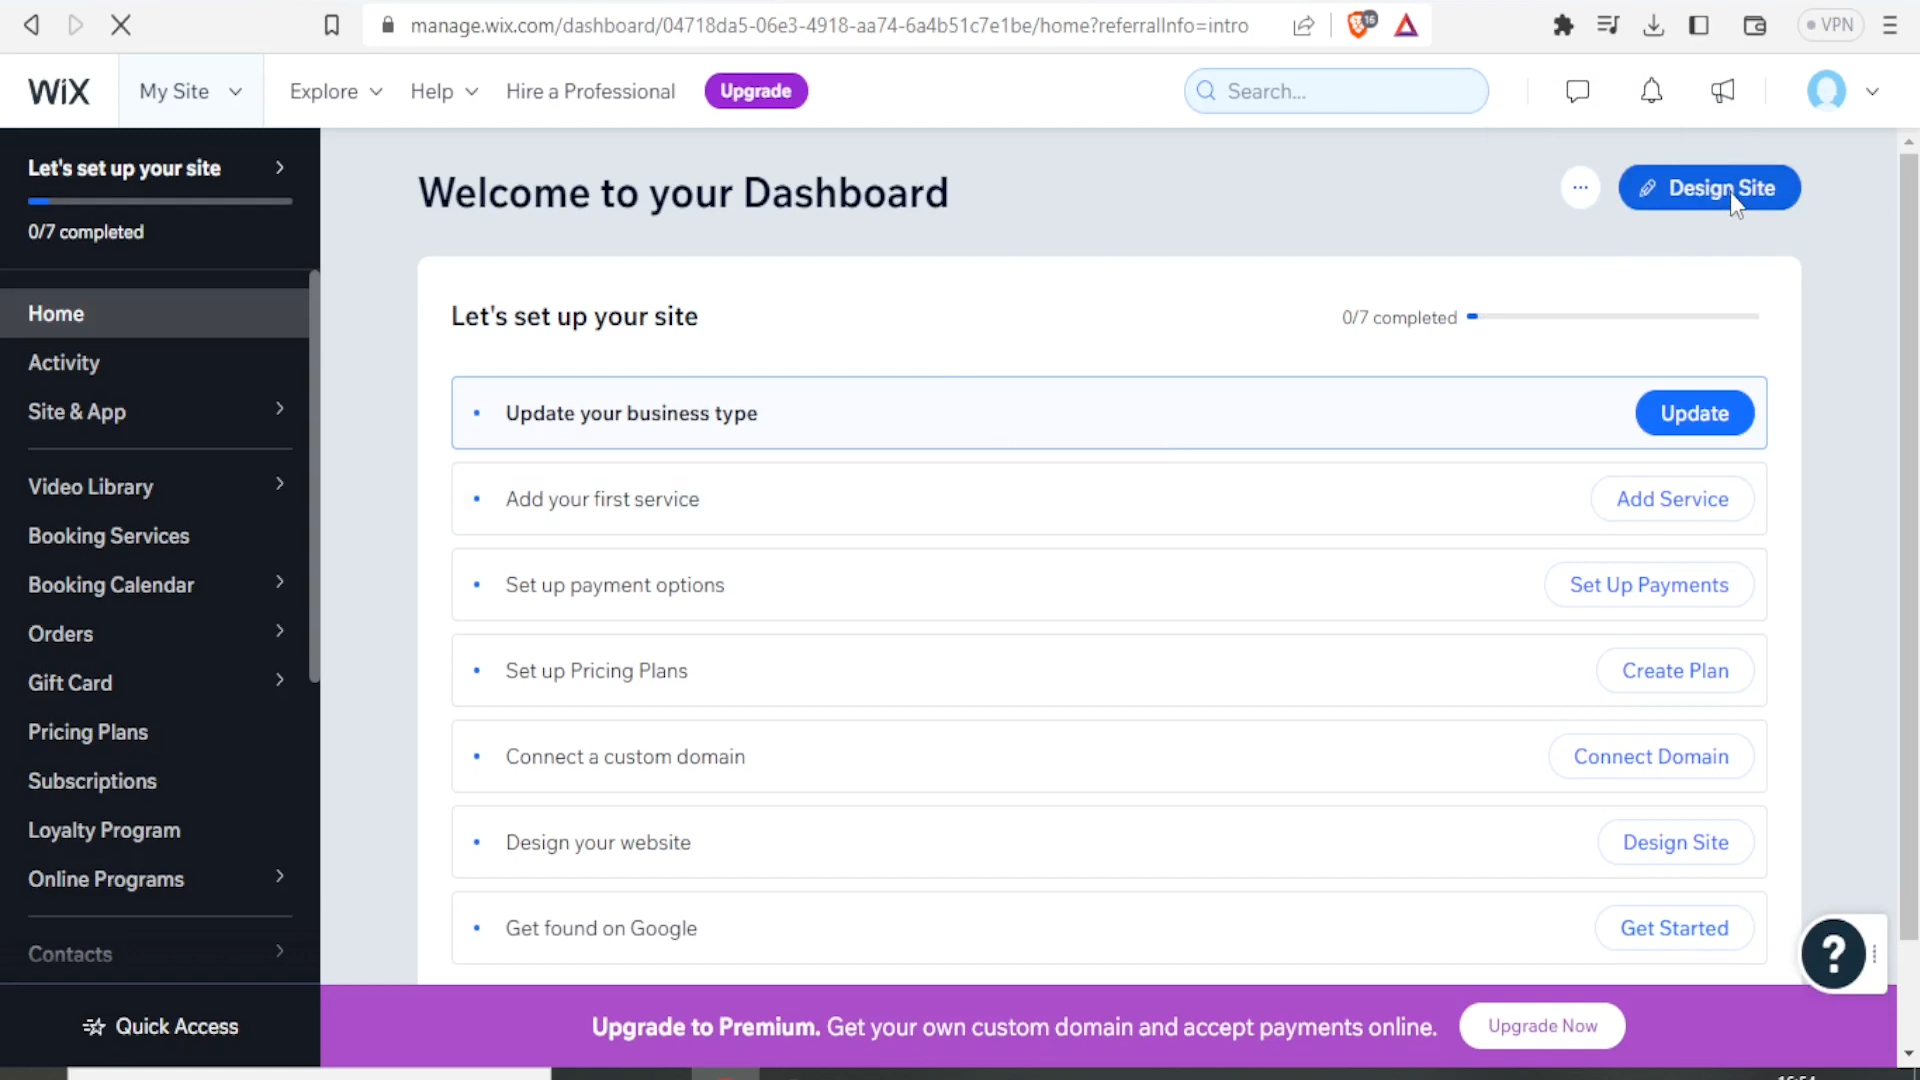 manage.wix.com/dashboard/04718da5-06e3-4918-aa74-6a4b51c7e1be/home?referralInfo=intro
16
VPN
WiX
My Site
Explore
Help
Hire a Professional
Upgrade
Search...
Let's set up your site
0/7 completed
Home
Activity
Site & App
Video Library
Booking Services
Booking Calendar
Orders
Gift Card
Pricing Plans
Subscriptions
Loyalty Program
Online Programs
Contacts
Quick Access
Welcome to your Dashboard
Design Site
Let's set up your site
0/7 completed
Update your business type
Update
Add your first service
Add Service
Set up payment options
Set Up Payments
Set up Pricing Plans
Create Plan
Connect a custom domain
Connect Domain
Design your website
Design Site
Get found on Google
Get Started
?
Upgrade to Premium. Get your own custom domain and accept payments online.
Upgrade Now